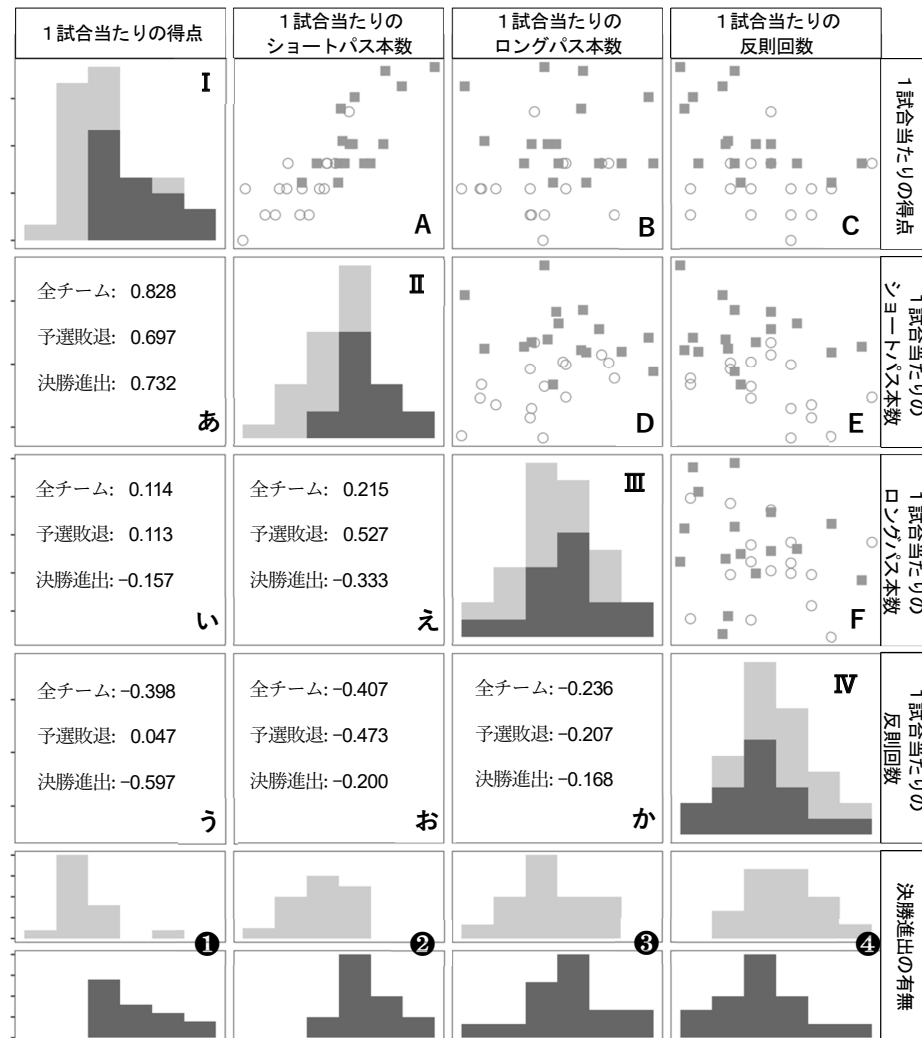 1試合当たりの得点
1試合当たりの
ショートパス本数
1試合当たりの
ロングパス本数
1試合当たりの
反則回数
Ⅰ
A
B
C
1試合当たりの得点
全チーム: 0.828
予選敗退: 0.697
決勝進出: 0.732
あ
Ⅱ
D
E
1試合当たりの
ショートパス本数
全チーム: 0.114
予選敗退: 0.113
決勝進出: −0.157
い
全チーム: 0.215
予選敗退: 0.527
決勝進出: −0.333
え
Ⅲ
F
1試合当たりの
ロングパス本数
全チーム: −0.398
予選敗退: 0.047
決勝進出: −0.597
う
全チーム: −0.407
予選敗退: −0.473
決勝進出: −0.200
お
全チーム: −0.236
予選敗退: −0.207
決勝進出: −0.168
か
Ⅳ
1試合当たりの
反則回数
❶
❷
❸
❹
決勝進出の有無